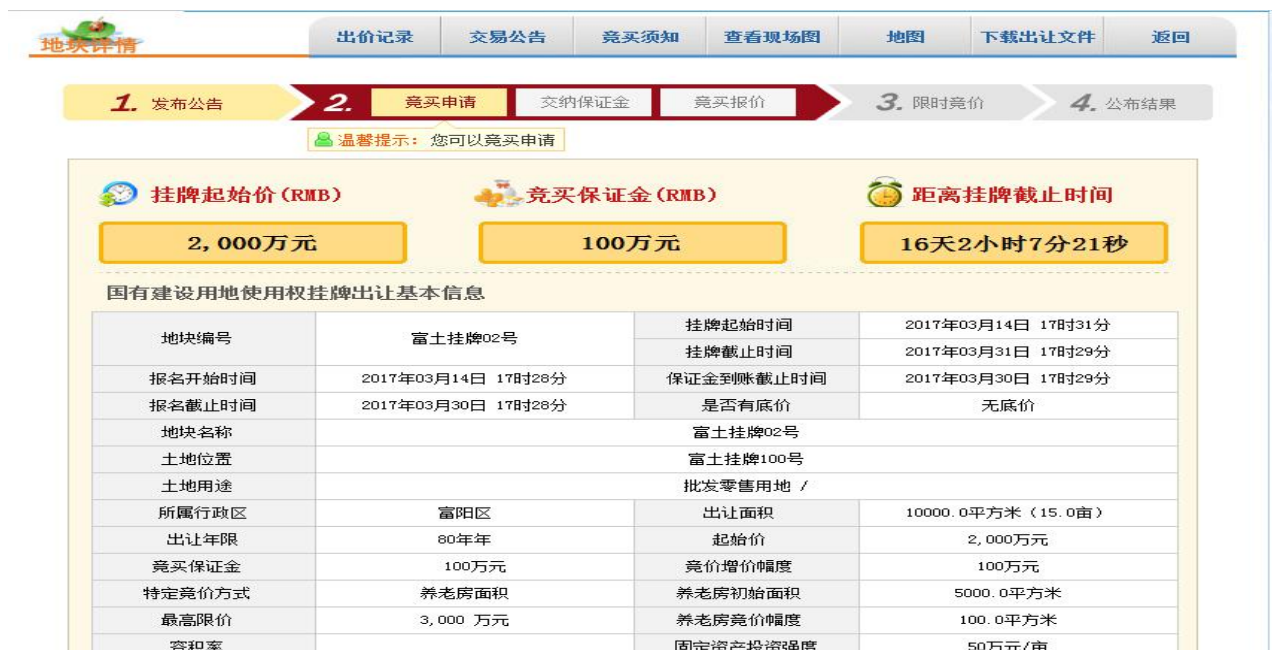 地块详情
出价记录 交易公告 竞买须知 查看现场图 地图 下载出让文件 返回
1. 发布公告 2. 竞买申请 交纳保证金 竞买报价 3. 限时竞价 4. 公布结果
温馨提示： 您可以竞买申请
挂牌起始价(RMB) 竞买保证金(RMB) 距离挂牌截止时间
2,000万元 100万元 16天2小时7分21秒
国有建设用地使用权挂牌出让基本信息
地块编号 富土挂牌02号 挂牌起始时间 2017年03月14日 17时31分
挂牌截止时间 2017年03月31日 17时29分
报名开始时间 2017年03月14日 17时28分 保证金到账截止时间 2017年03月30日 17时29分
报名截止时间 2017年03月30日 17时28分 是否有底价 无底价
地块名称 富土挂牌02号
土地位置 富土挂牌100号
土地用途 批发零售用地 /
所属行政区 富阳区 出让面积 10000.0平方米（15.0亩）
出让年限 80年年 起始价 2,000万元
竞买保证金 100万元 竞价增价幅度 100万元
特定竞价方式 养老房面积 养老房初始面积 5000.0平方米
最高限价 3,000 万元 养老房竞价幅度 100.0平方米
容积率 固定资产投资强度 50万元/亩